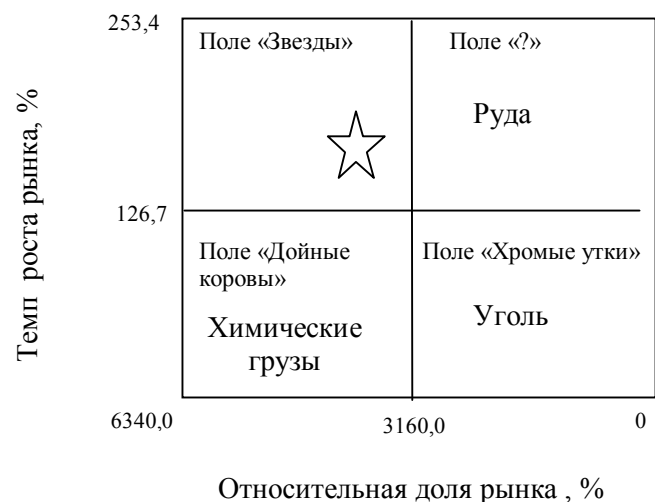 253,4
Поле «Звезды»
Поле «?»
Руда
Темп роста рынка, %
126,7
Поле «Дойные
коровы»
Поле «Хромые утки»
Химические
грузы
Уголь
6340,0
3160,0
0
Относительная доля рынка , %